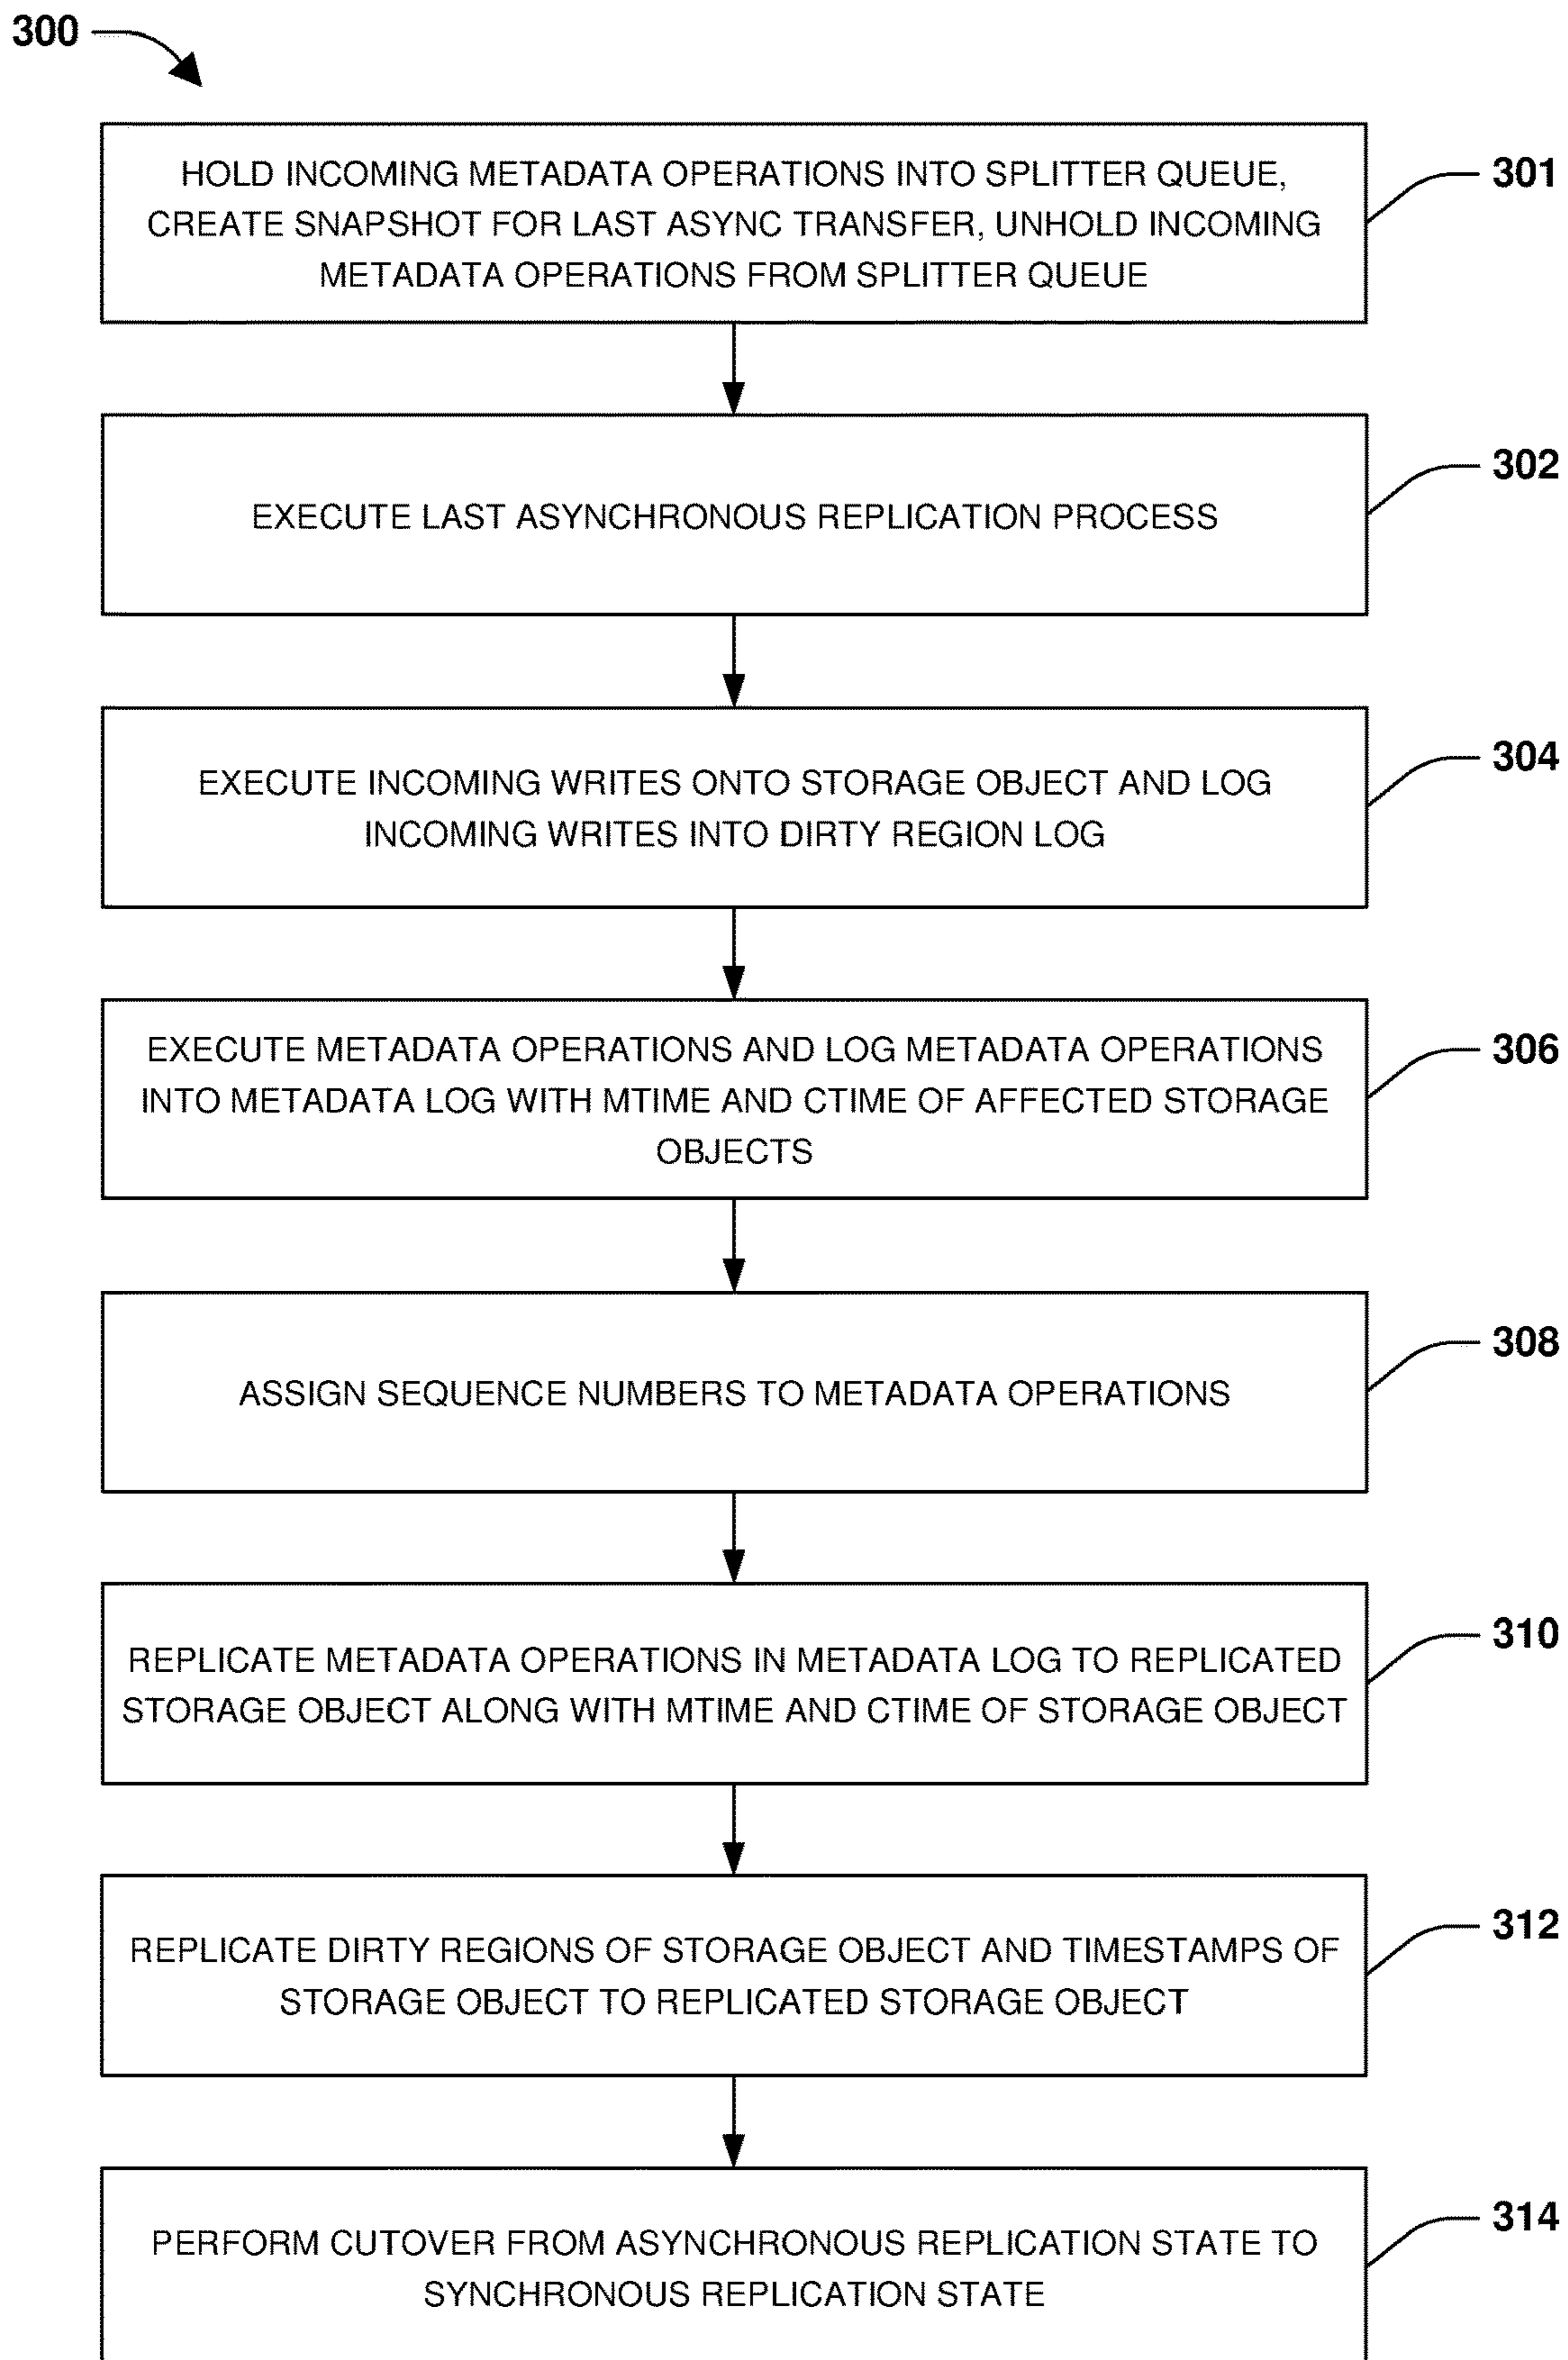 300
HOLD INCOMING METADATA OPERATIONS INTO SPLITTER QUEUE,
CREATE SNAPSHOT FOR LAST ASYNC TRANSFER, UNHOLD INCOMING
METADATA OPERATIONS FROM SPLITTER QUEUE
301
EXECUTE LAST ASYNCHRONOUS REPLICATION PROCESS
302
EXECUTE INCOMING WRITES ONTO STORAGE OBJECT AND LOG
INCOMING WRITES INTO DIRTY REGION LOG
304
EXECUTE METADATA OPERATIONS AND LOG METADATA OPERATIONS
INTO METADATA LOG WITH MTIME AND CTIME OF AFFECTED STORAGE
OBJECTS
306
ASSIGN SEQUENCE NUMBERS TO METADATA OPERATIONS
308
REPLICATE METADATA OPERATIONS IN METADATA LOG TO REPLICATED
STORAGE OBJECT ALONG WITH MTIME AND CTIME OF STORAGE OBJECT
310
REPLICATE DIRTY REGIONS OF STORAGE OBJECT AND TIMESTAMPS OF
STORAGE OBJECT TO REPLICATED STORAGE OBJECT
312
PERFORM CUTOVER FROM ASYNCHRONOUS REPLICATION STATE TO
SYNCHRONOUS REPLICATION STATE
314